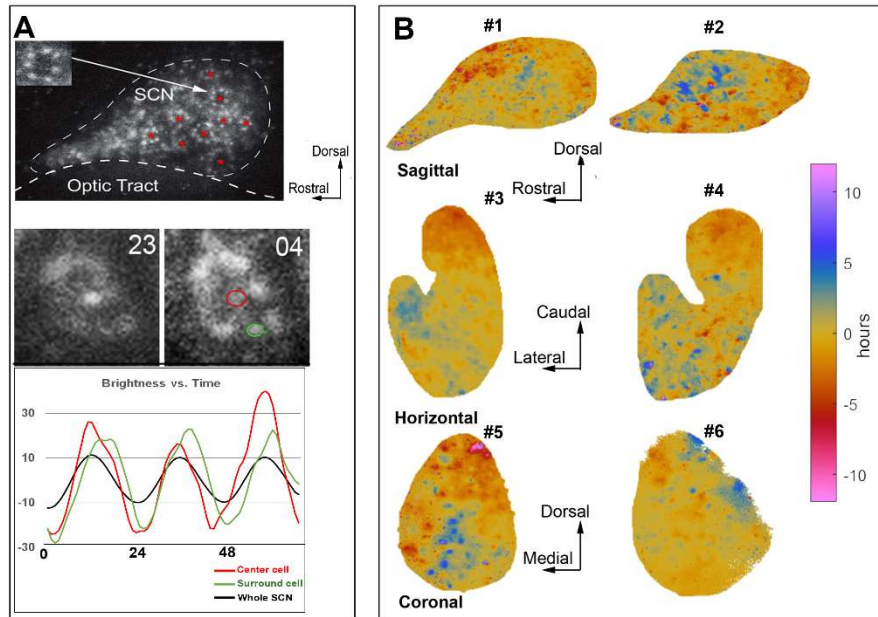 A
SCN
Optic Tract
Dorsal
Rostral
23
04
Brightness vs. Time
30
10
-10
-30
0
24
48
Center cell
Surround cell
Whole SCN
B
#1
#2
Sagittal
Dorsal
Rostral
#3
#4
Caudal
Lateral
Horizontal
#5
#6
Dorsal
Medial
Coronal
10
5
0
-5
-10
hours